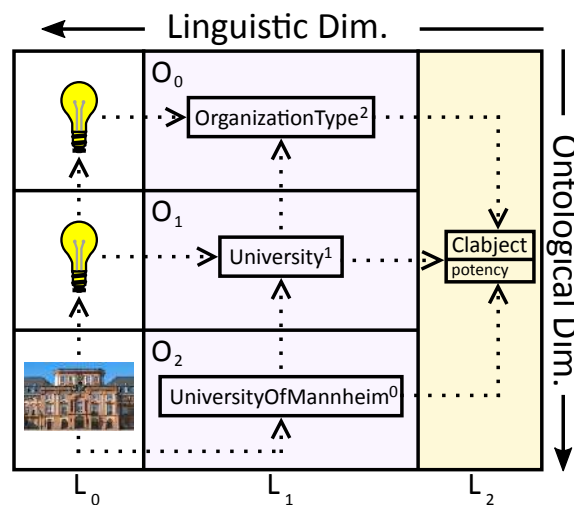 Linguistic Dim.
O₀
OrganizationType²
O₁
University¹
Clabject
potency
O₂
UniversityOfMannheim⁰
Ontological Dim.
L₀ L₁ L₂